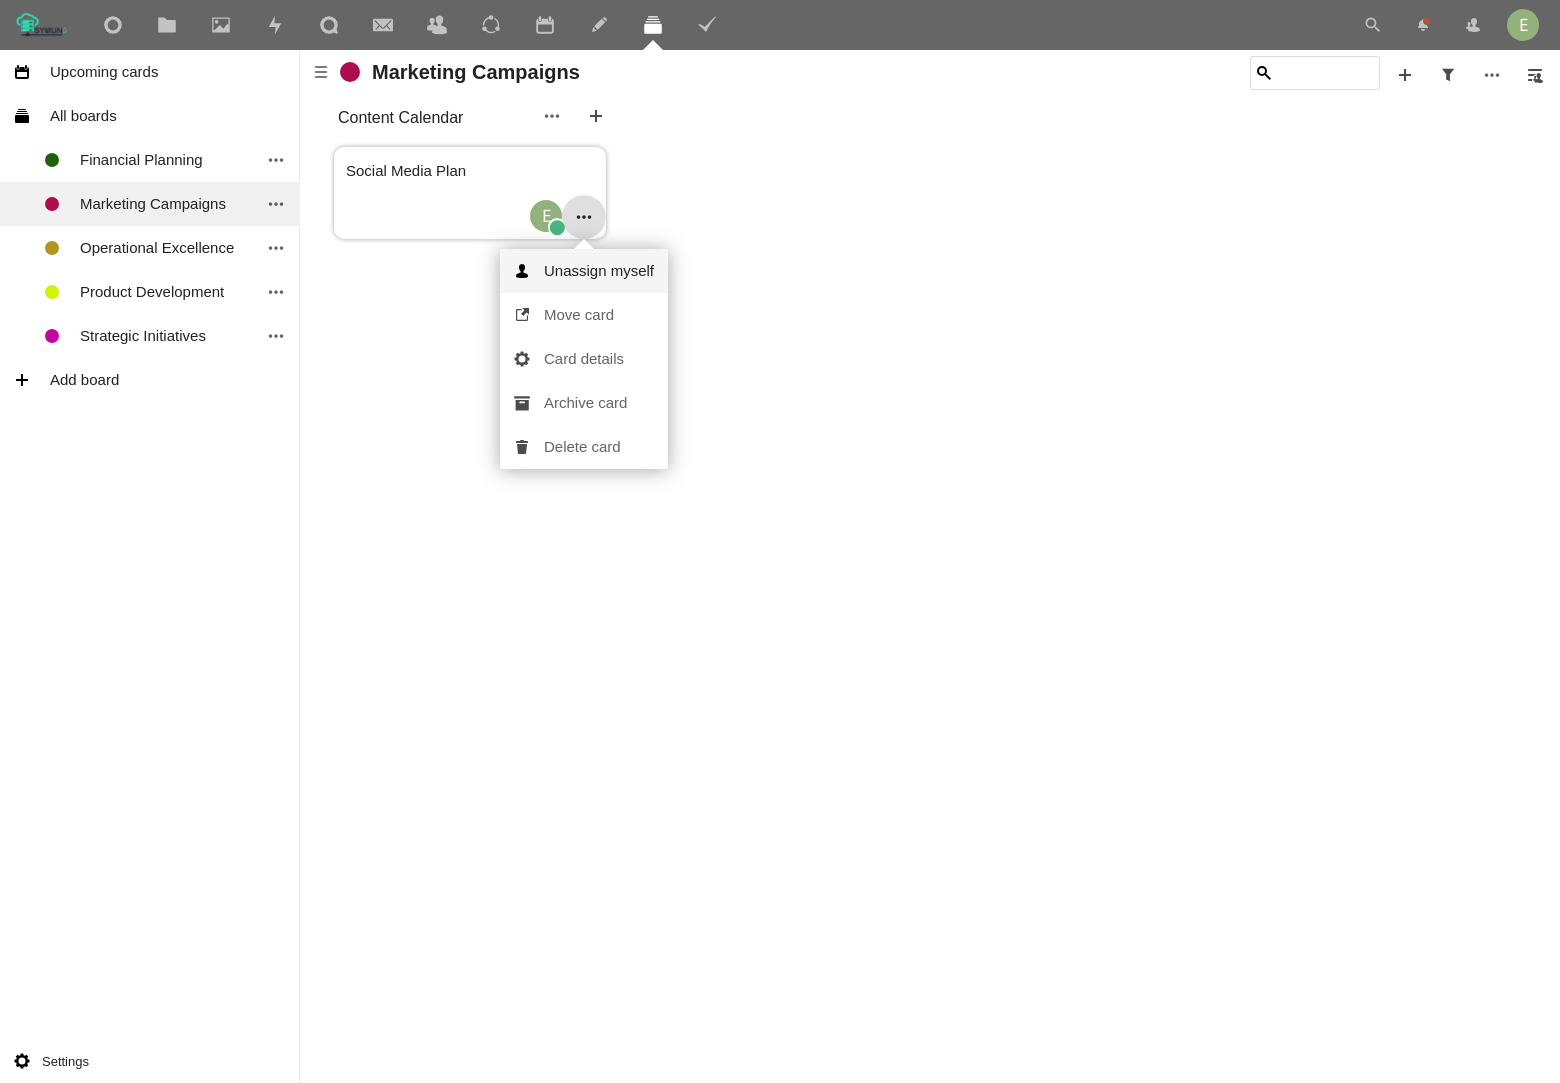 E
Upcoming cards
All boards
Financial Planning
Marketing Campaigns
Operational Excellence
Product Development
Strategic Initiatives
Add board
Settings
Marketing Campaigns
Content Calendar
Social Media Plan
E
Unassign myself
Move card
Card details
Archive card
Delete card